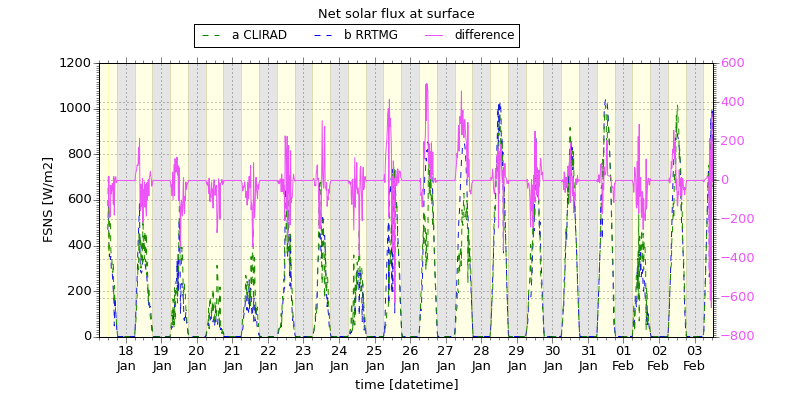 Net solar flux at surface
a CLIRAD b RRTMG difference
FSNS [W/m2]
1200
1000
800
600
400
200
0
600
400
200
0
−200
−400
−600
−800
18 19 20 21 22 23 24 25 26 27 28 29 30 31 01 02 03
Jan Jan Jan Jan Jan Jan Jan Jan Jan Jan Jan Jan Jan Jan Feb Feb Feb
time [datetime]